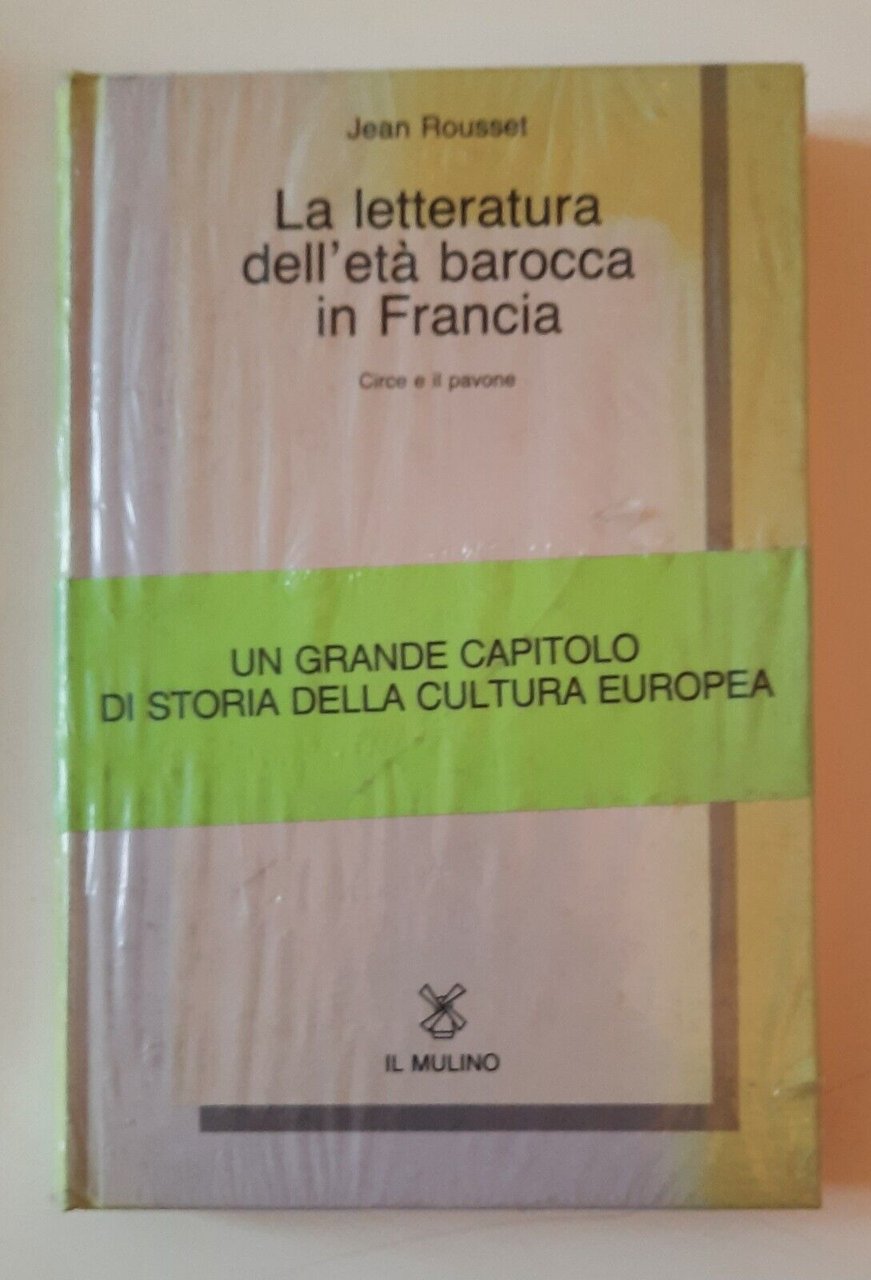 Jean Rousset
La letteratura
dell'età barocca
in Francia
Circe e il pavone
UN GRANDE CAPITOLO
DI STORIA DELLA CULTURA EUROPEA
IL MULINO